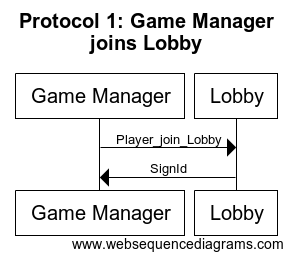 Protocol 1: Game Manager
joins Lobby
Game Manager
Lobby
Player_join_Lobby
SignId
Game Manager
Lobby
www.websequencediagrams.com